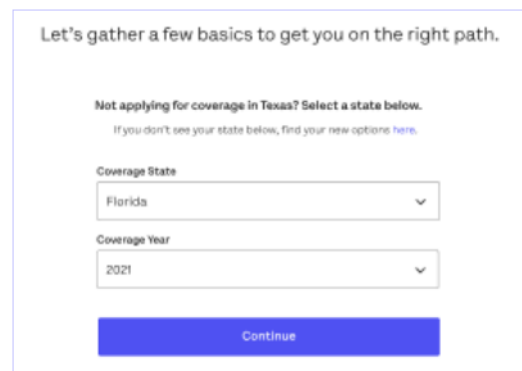 Let's gather a few basics to get you on the right path.
Not applying for coverage in Texas? Select a state below.
If you don't see your state below, find your new options here.
Coverage State
Florida
Coverage Year
2021
Continue